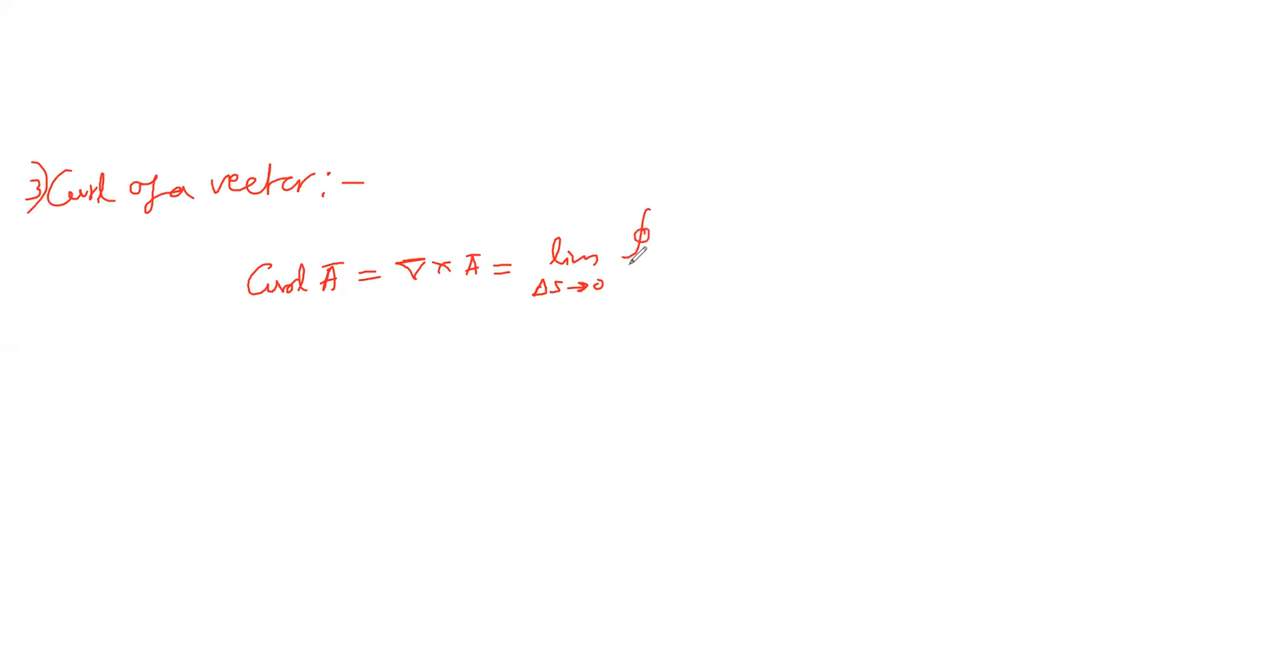 3) Curl of a vector :-
Curl Ā = ∇ × Ā = lim ∮
ΔS→0